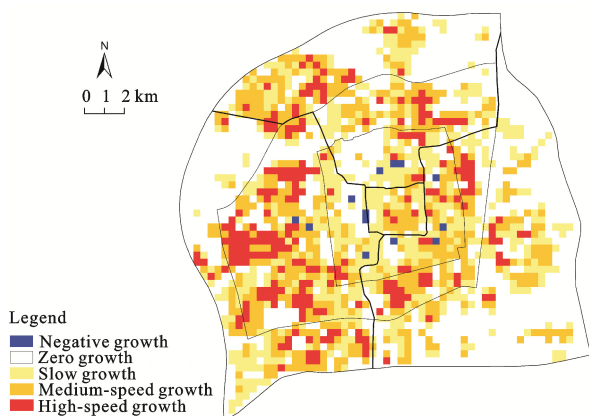 N
0 1 2 km
Legend
Negative growth
Zero growth
Slow growth
Medium-speed growth
High-speed growth